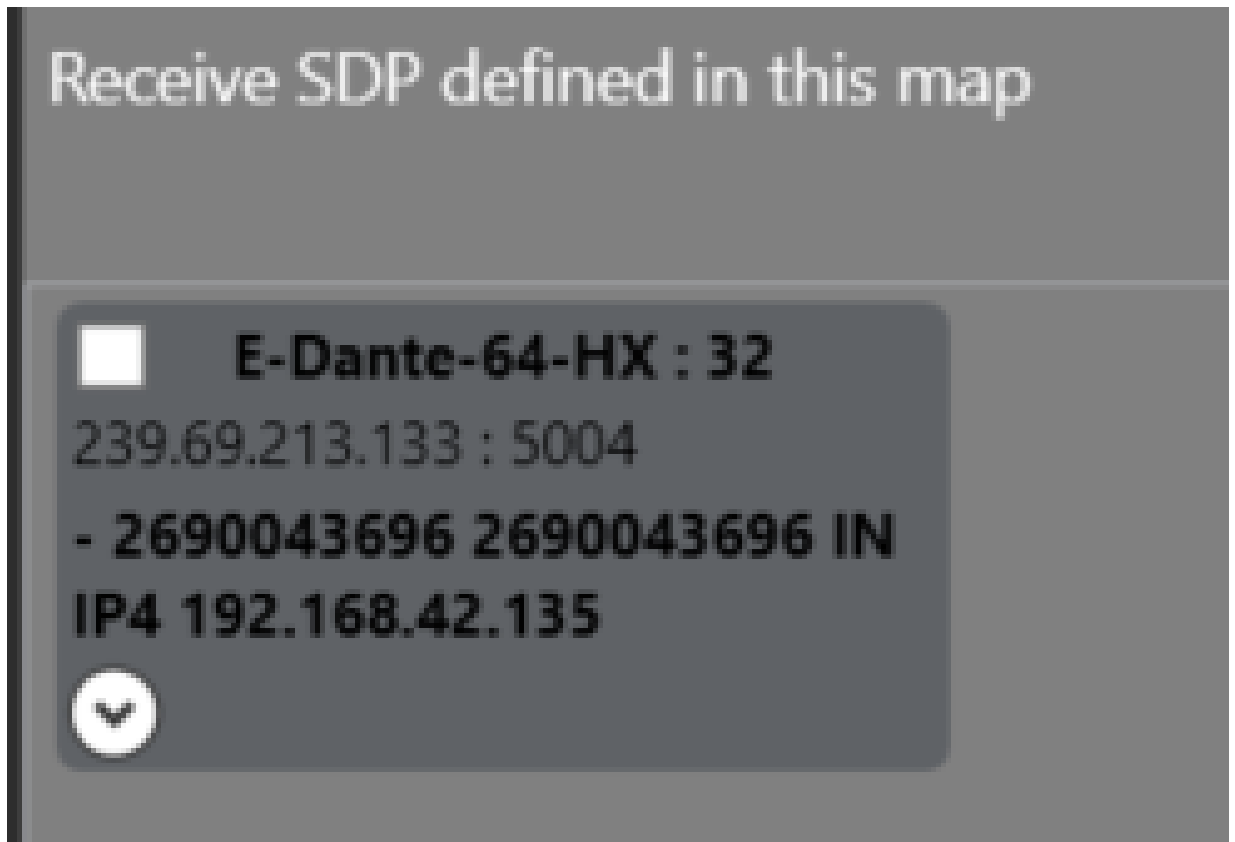 Receive SDP defined in this map
E-Dante-64-HX : 32
239.69.213.133 : 5004
- 2690043696 2690043696 IN
IP4 192.168.42.135